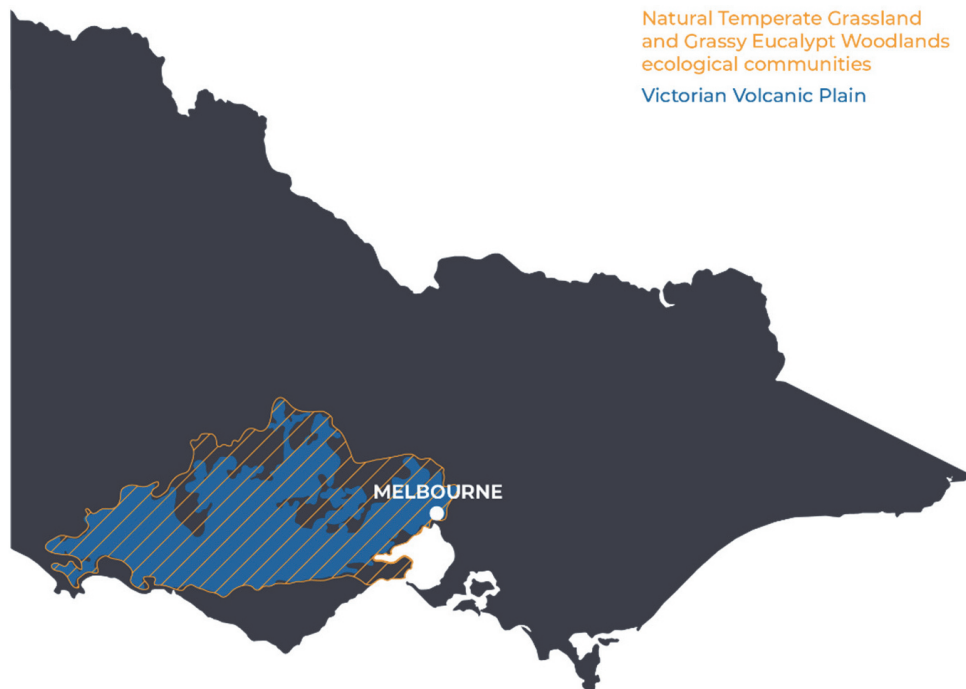 Natural Temperate Grassland
and Grassy Eucalypt Woodlands
ecological communities
Victorian Volcanic Plain
MELBOURNE